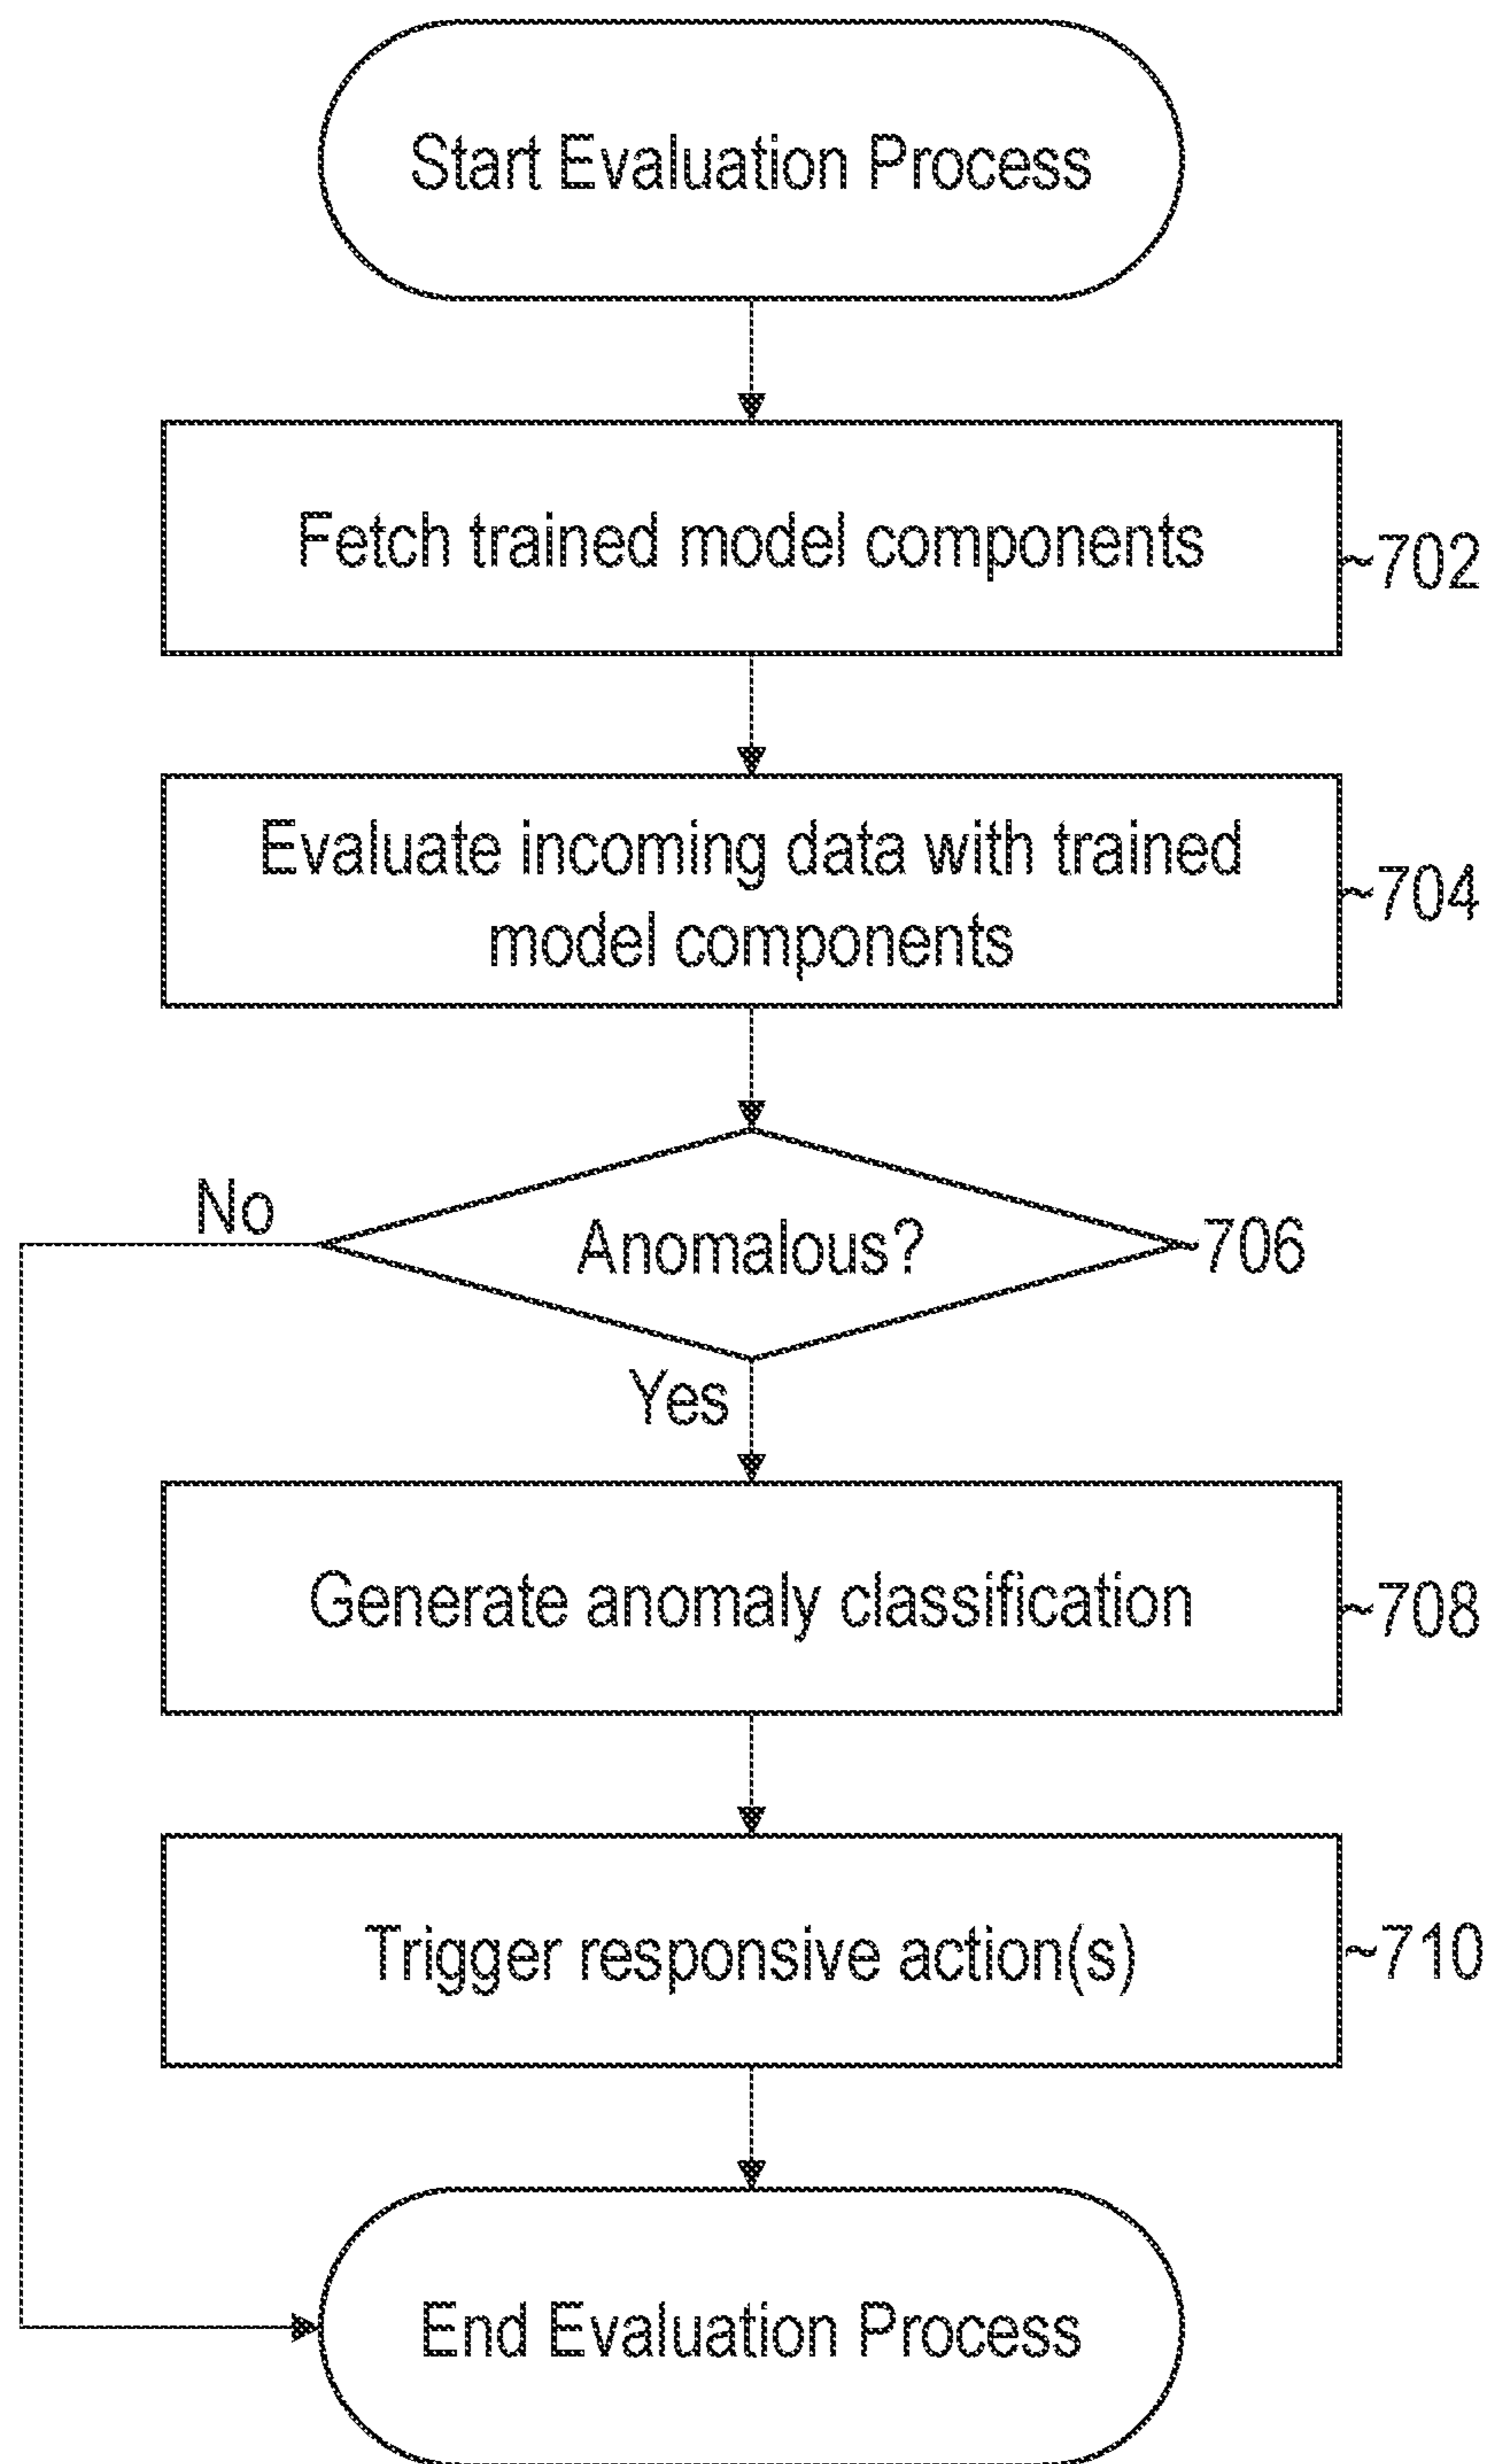 Start Evaluation Process
Fetch trained model components
~702
Evaluate incoming data with trained
model components
~704
No
Anomalous?
706
Yes
Generate anomaly classification
~708
Trigger responsive action(s)
~710
End Evaluation Process